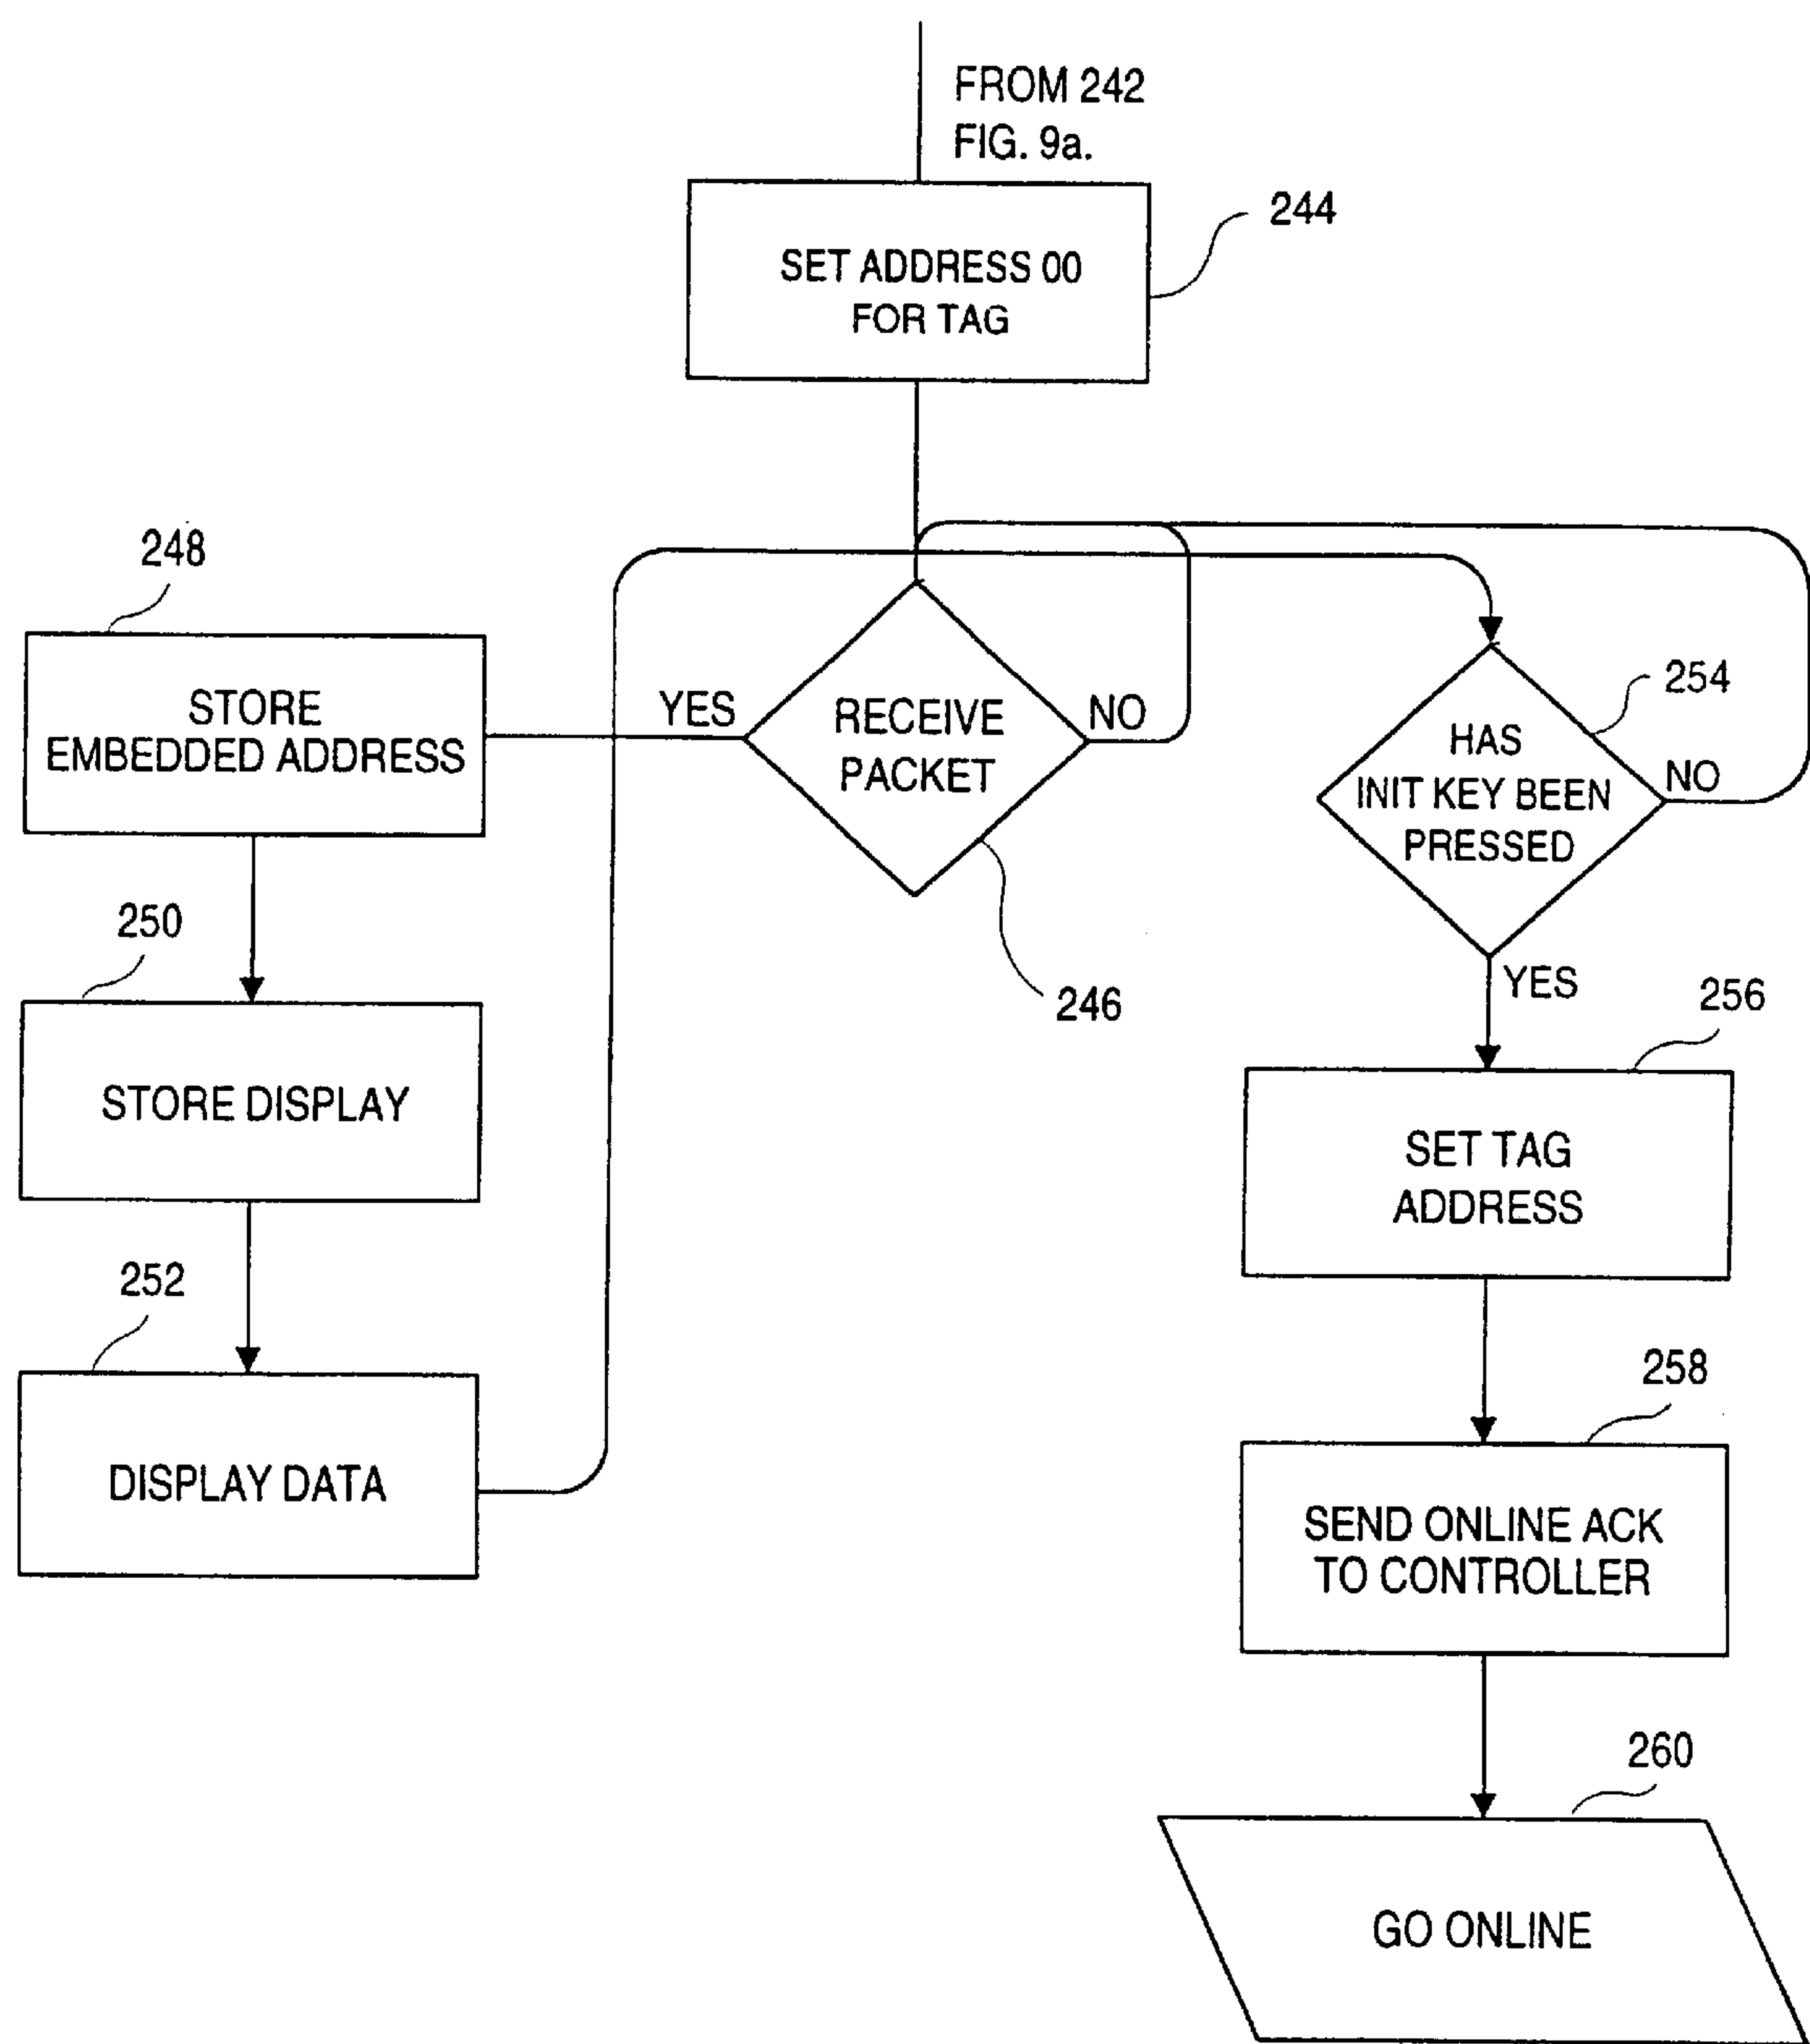 FROM 242
FIG. 9a.
244
SET ADDRESS 00
FOR TAG
248
STORE
EMBEDDED ADDRESS
YES
RECEIVE
PACKET
NO
246
254
HAS
INIT KEY BEEN
PRESSED
NO
YES
250
STORE DISPLAY
256
SET TAG
ADDRESS
252
DISPLAY DATA
258
SEND ONLINE ACK
TO CONTROLLER
260
GO ONLINE